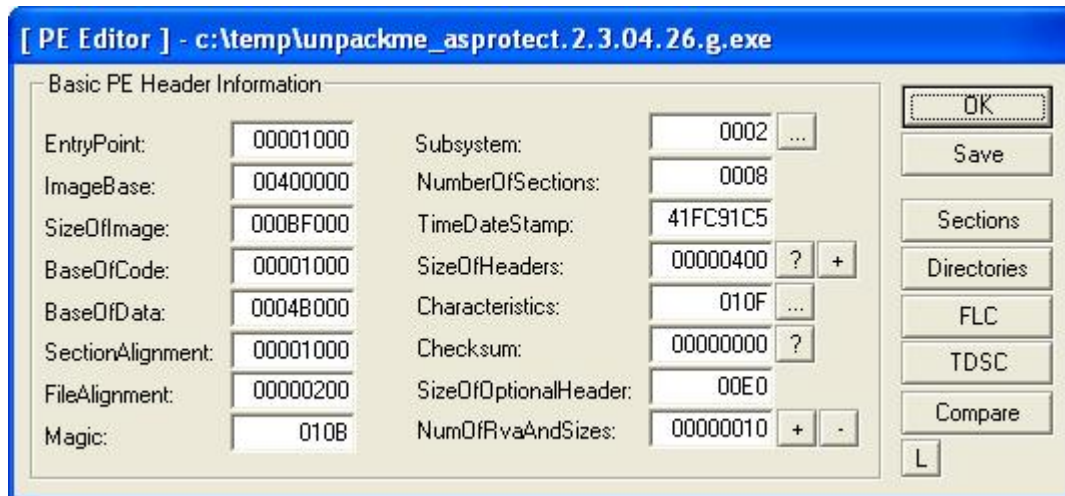 [ PE Editor ] - c:\temp\unpackme_asprotect.2.3.04.26.g.exe
Basic PE Header Information
EntryPoint: 00001000
ImageBase: 00400000
SizeOfImage: 000BF000
BaseOfCode: 00001000
BaseOfData: 0004B000
SectionAlignment: 00001000
FileAlignment: 00000200
Magic: 010B
Subsystem: 0002 ...
NumberOfSections: 0008
TimeDateStamp: 41FC91C5
SizeOfHeaders: 00000400 ? +
Characteristics: 010F ...
Checksum: 00000000 ?
SizeOfOptionalHeader: 00E0
NumOfRvaAndSizes: 00000010 + -
OK
Save
Sections
Directories
FLC
TDSC
Compare
L